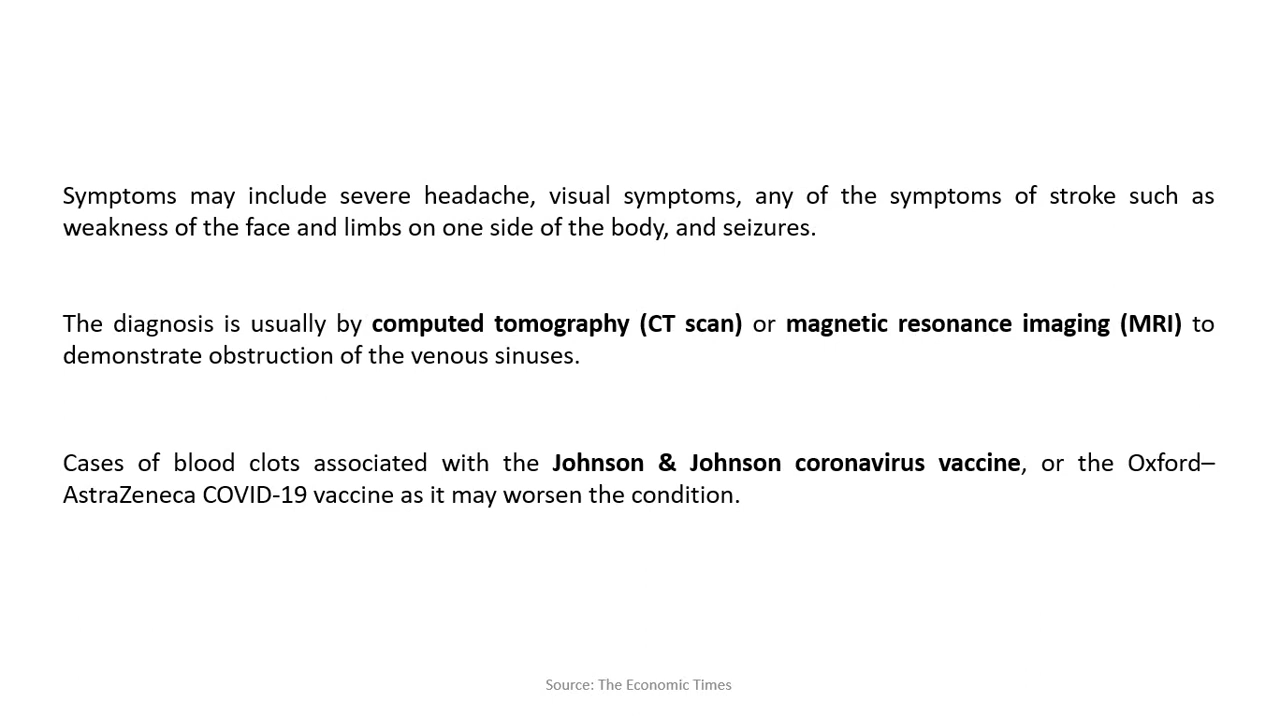 Symptoms may include severe headache, visual symptoms, any of the symptoms of stroke such as
weakness of the face and limbs on one side of the body, and seizures.
The diagnosis is usually by computed tomography (CT scan) or magnetic resonance imaging (MRI) to
demonstrate obstruction of the venous sinuses.
Cases of blood clots associated with the Johnson & Johnson coronavirus vaccine, or the Oxford–
AstraZeneca COVID-19 vaccine as it may worsen the condition.
Source: The Economic Times